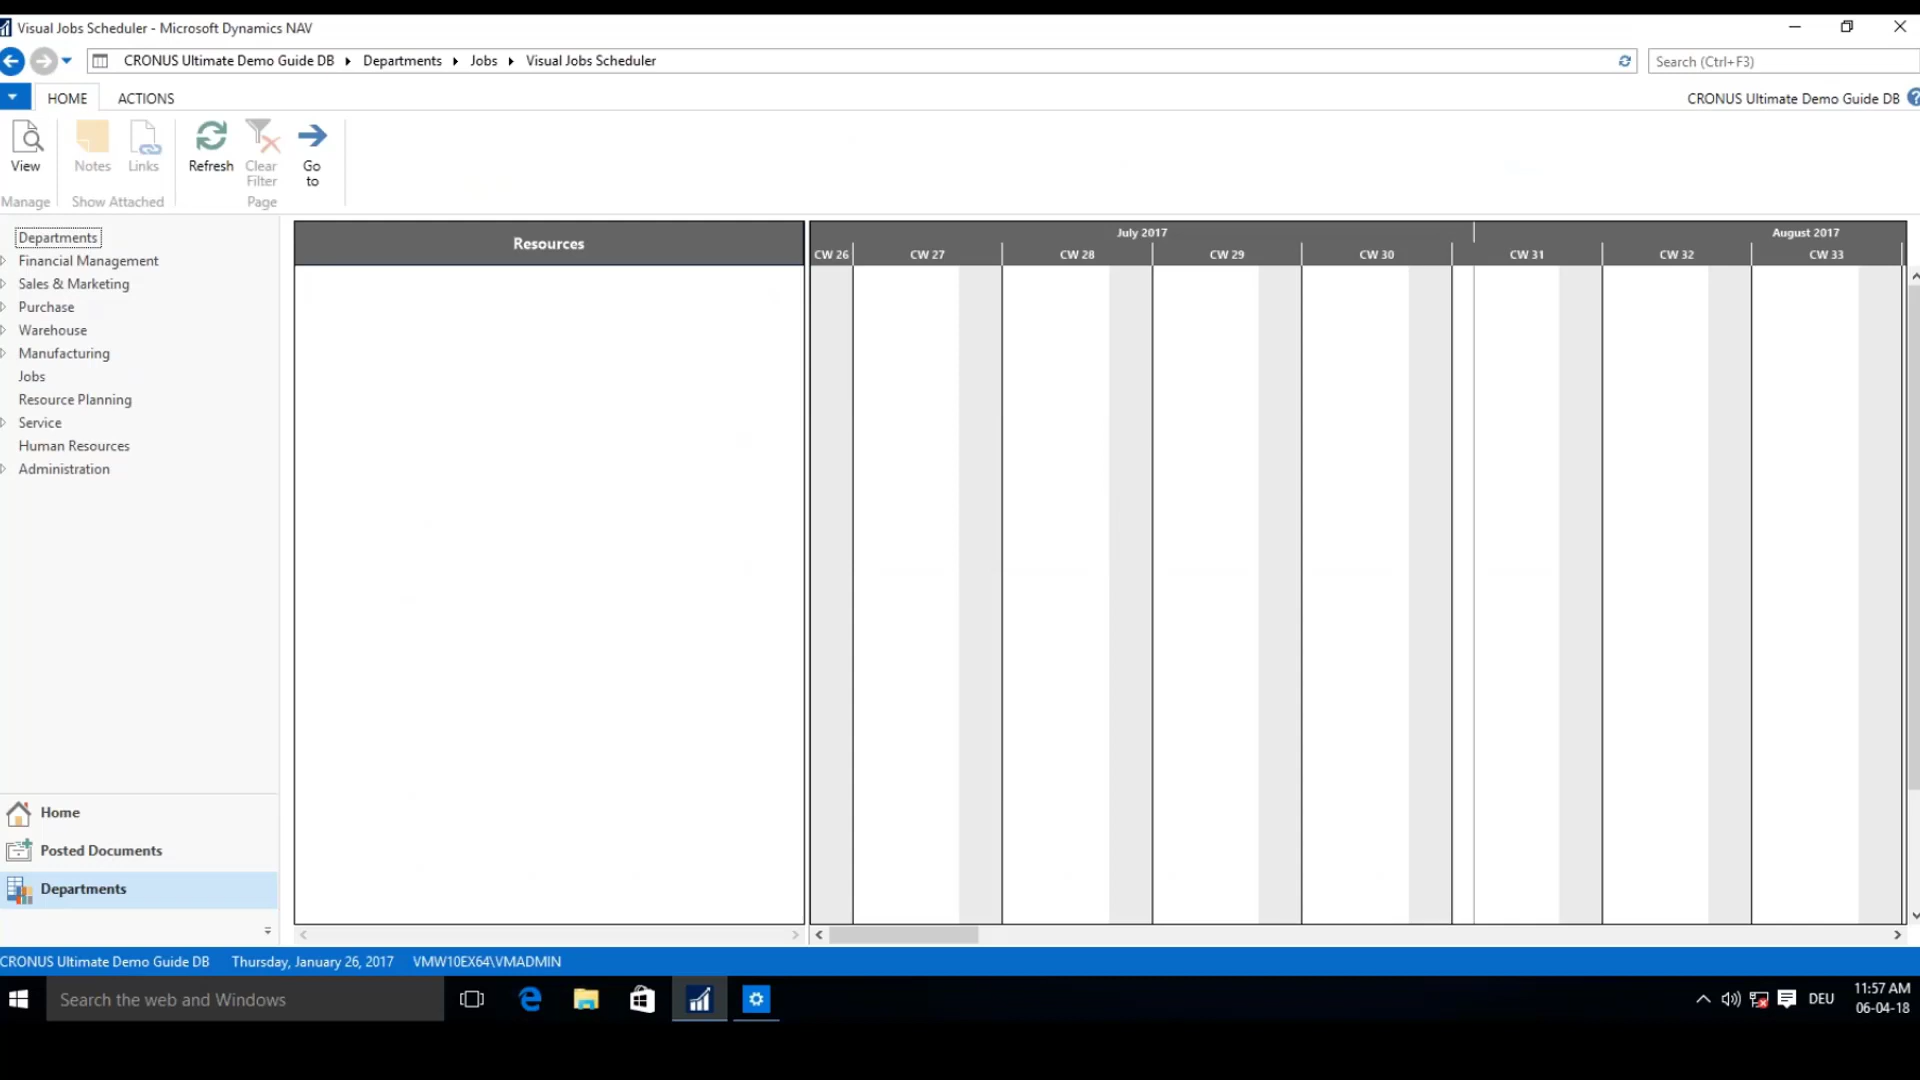 Visual Jobs Scheduler - Microsoft Dynamics NAV
CRONUS Ultimate Demo Guide DB
Departments
Jobs
Visual Jobs Scheduler
Search (Ctrl+F3)
HOME
ACTIONS
CRONUS Ultimate Demo Guide DB
?
View
Notes
Links
Refresh
Clear
Filter
Go
to
Manage
Show Attached
Page
Departments
Financial Management
Sales & Marketing
Purchase
Warehouse
Manufacturing
Jobs
Resource Planning
Service
Human Resources
Administration
Home
Posted Documents
Departments
Resources
July 2017
August 2017
CW 26
CW 27
CW 28
CW 29
CW 30
CW 31
CW 32
CW 33
CRONUS Ultimate Demo Guide DB
Thursday, January 26, 2017
VMW10EX64\VMADMIN
Search the web and Windows
DEU
11:57 AM
06-04-18